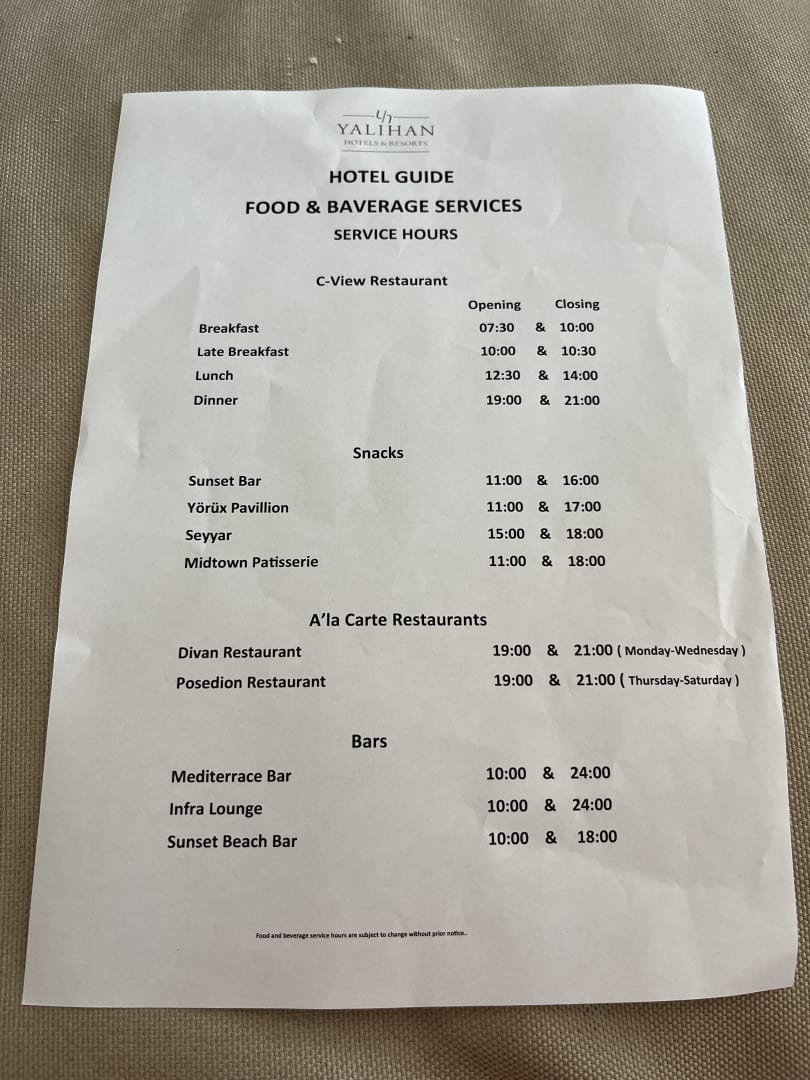 YALIHAN
HOTELS & RESORTS
HOTEL GUIDE
FOOD & BAVERAGE SERVICES
SERVICE HOURS
C-View Restaurant
Opening Closing
Breakfast 07:30 & 10:00
Late Breakfast 10:00 & 10:30
Lunch 12:30 & 14:00
Dinner 19:00 & 21:00
Snacks
Sunset Bar 11:00 & 16:00
Yörüx Pavillion 11:00 & 17:00
Seyyar 15:00 & 18:00
Midtown Patisserie 11:00 & 18:00
A'la Carte Restaurants
Divan Restaurant 19:00 & 21:00 ( Monday-Wednesday )
Posedion Restaurant 19:00 & 21:00 ( Thursday-Saturday )
Bars
Mediterrace Bar 10:00 & 24:00
Infra Lounge 10:00 & 24:00
Sunset Beach Bar 10:00 & 18:00
Food and beverage service hours are subject to change without prior notice..